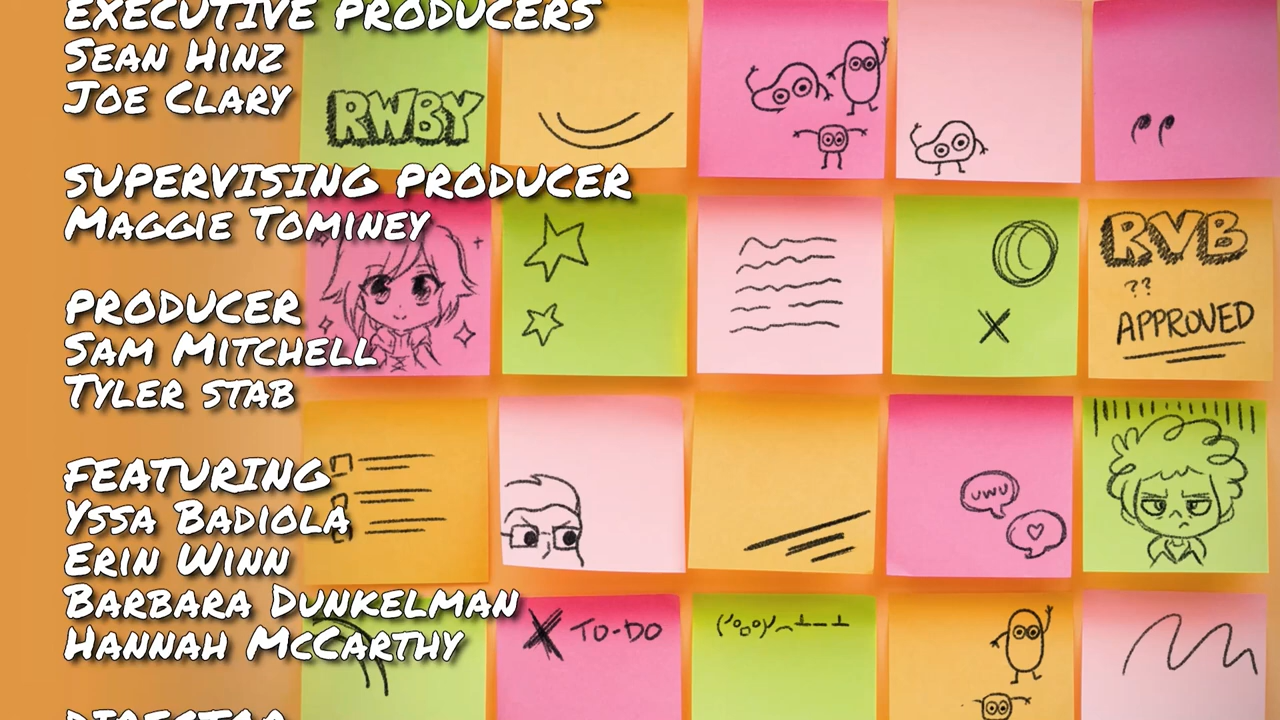 EXECUTIVE PRODUCERS
SEAN HINZ
JOE CLARY
SUPERVISING PRODUCER
MAGGIE TOMINEY
PRODUCER
SAM MITCHELL
TYLER STAB
FEATURING
YSSA BADIOLA
ERIN WINN
BARBARA DUNKELMAN
HANNAH MCCARTHY
DIRECTOR
RWBY
RVB
??
APPROVED
UWU
X TO-DO